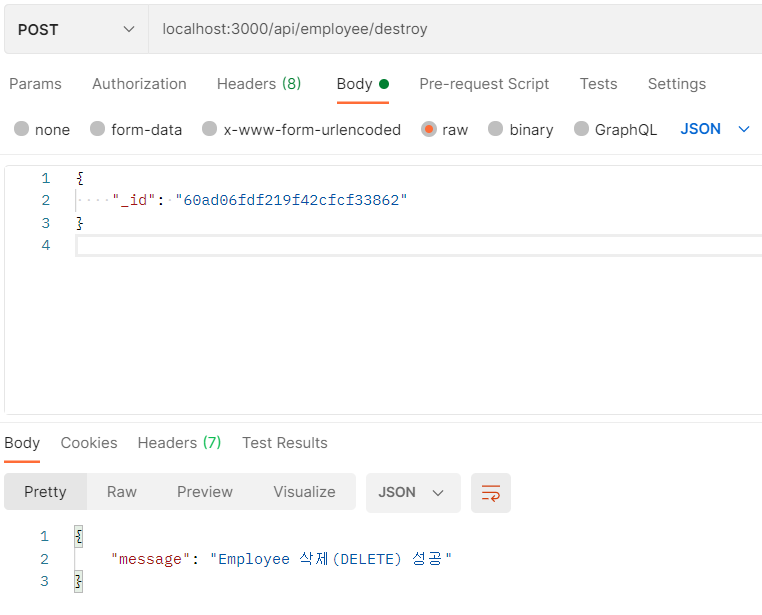 POST localhost:3000/api/employee/destroy
Params Authorization Headers (8) Body Pre-request Script Tests Settings
none form-data x-www-form-urlencoded raw binary GraphQL JSON
1 {
2 "_id": "60ad06fdf219f42cfcf33862"
3 }
4
Body Cookies Headers (7) Test Results
Pretty Raw Preview Visualize JSON
1 {
2 "message": "Employee 삭제(DELETE) 성공"
3 }